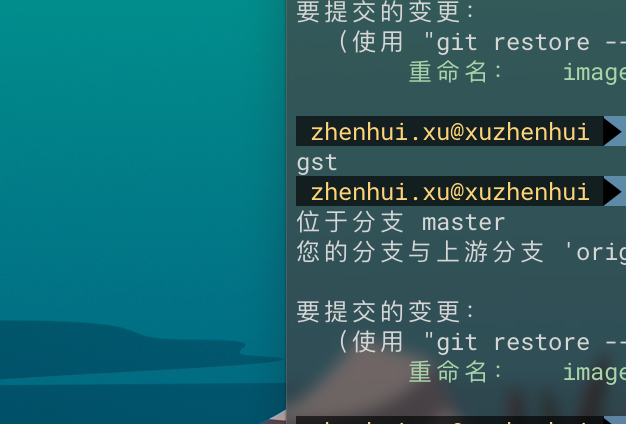 要提交的变更：
（使用 "git restore --
重命名：    image
zhenhui.xu@xuzhenhui
gst
zhenhui.xu@xuzhenhui
位于分支 master
您的分支与上游分支 'orig
要提交的变更：
（使用 "git restore --
重命名：    image